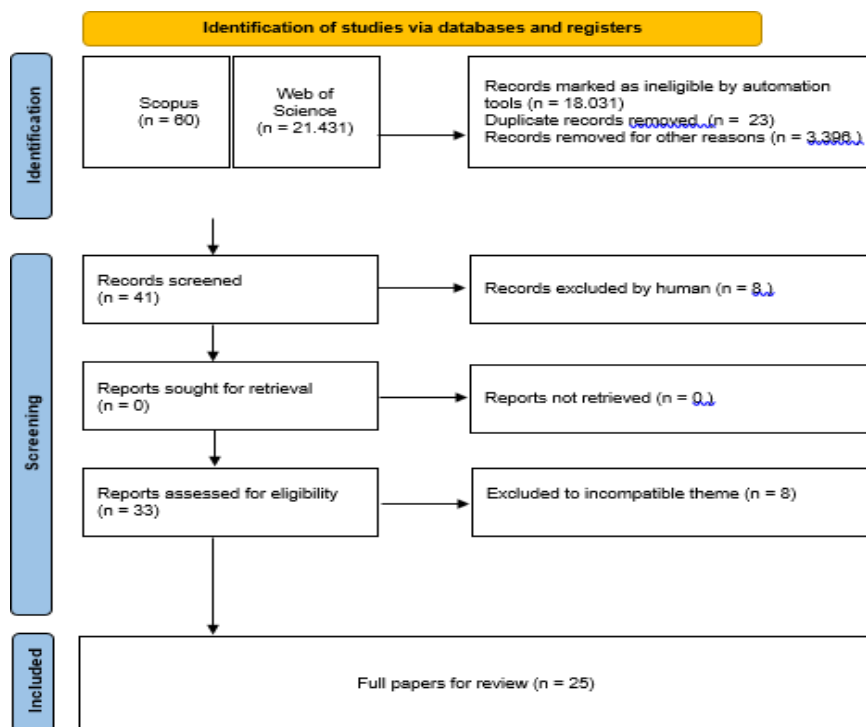 Identification of studies via databases and registers
Identification
Scopus
(n = 60)
Web of
Science
(n = 21.431)
Records marked as ineligible by automation
tools (n = 18.031)
Duplicate records removed (n = 23)
Records removed for other reasons (n = 3.396 )
Screening
Records screened
(n = 41)
Records excluded by human (n = 8 )
Reports sought for retrieval
(n = 0)
Reports not retrieved (n = 0 )
Reports assessed for eligibility
(n = 33)
Excluded to incompatible theme (n = 8)
Included
Full papers for review (n = 25)